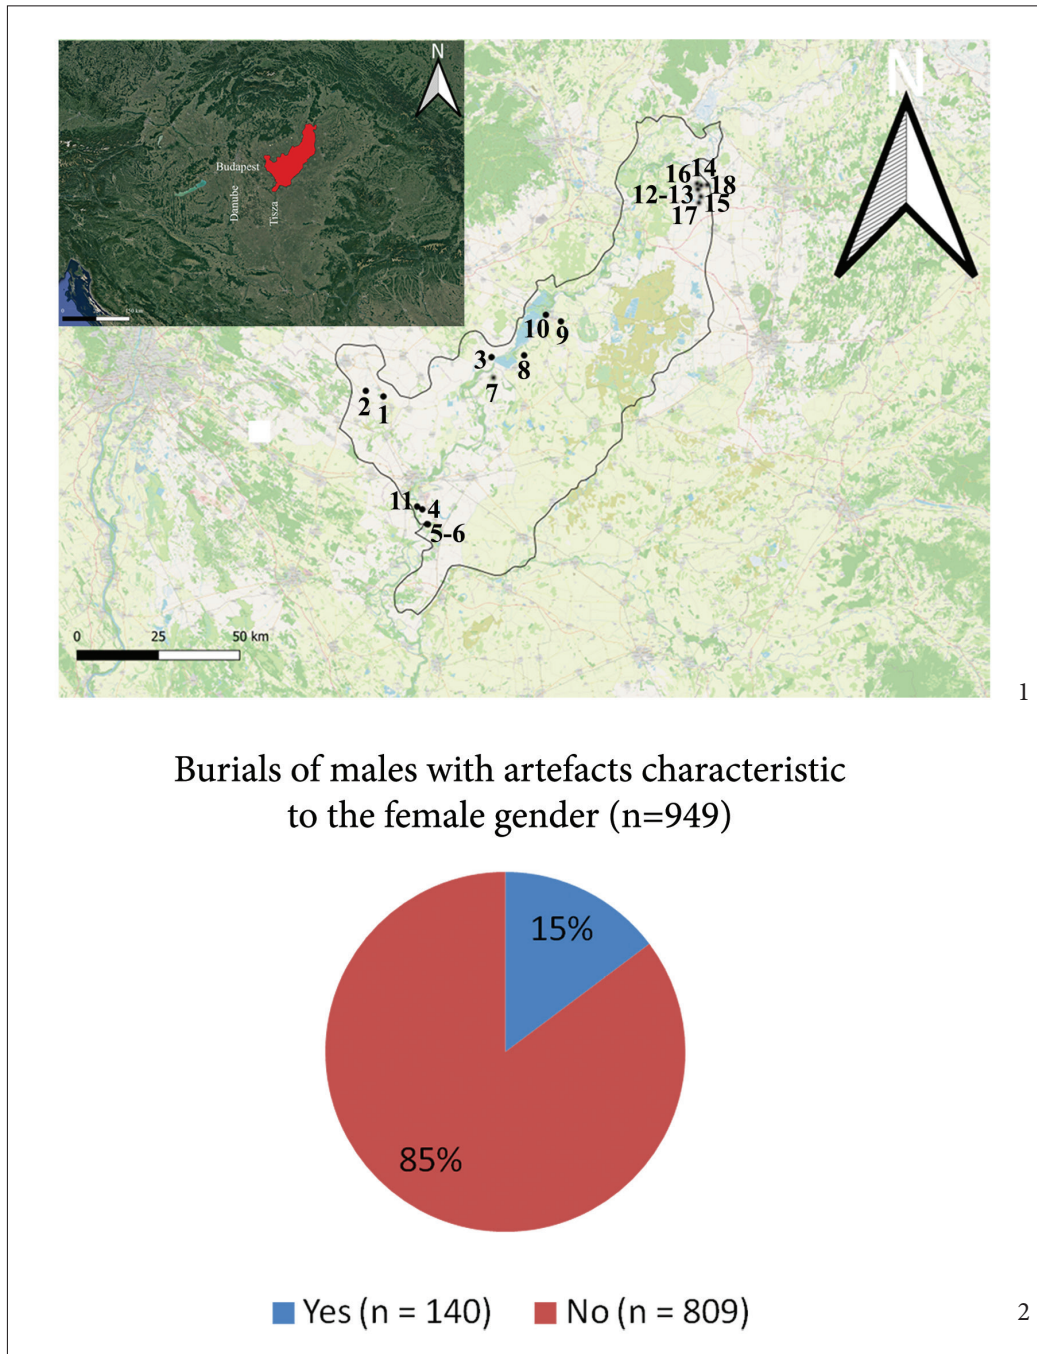 N
Budapest
Danube
Tisza
N
14
16
18
12-13
15
17
10
9
3
8
7
2
1
11
4
5-6
0 25 50 km
1
Burials of males with artefacts characteristic
to the female gender (n=949)
15%
85%
Yes (n = 140) No (n = 809)
2